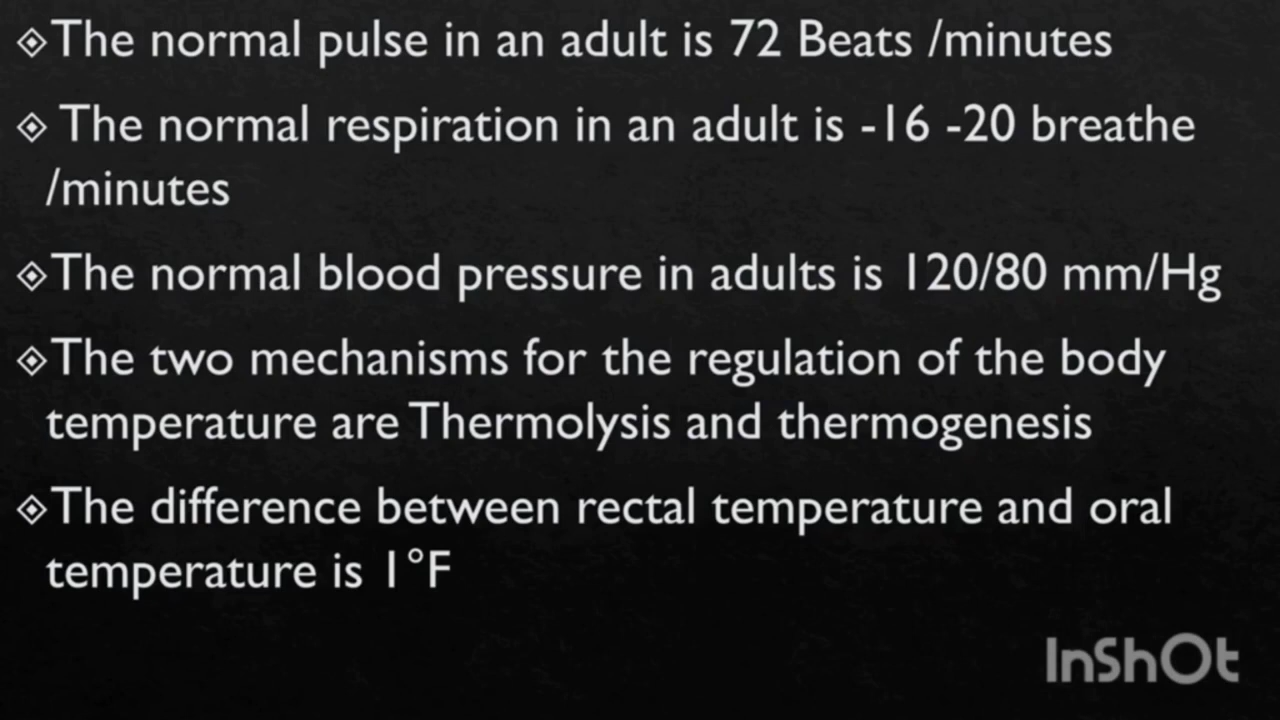 The normal pulse in an adult is 72 Beats /minutes
The normal respiration in an adult is -16 -20 breathe
/minutes
The normal blood pressure in adults is 120/80 mm/Hg
The two mechanisms for the regulation of the body
temperature are Thermolysis and thermogenesis
The difference between rectal temperature and oral
temperature is 1°F
InShOt